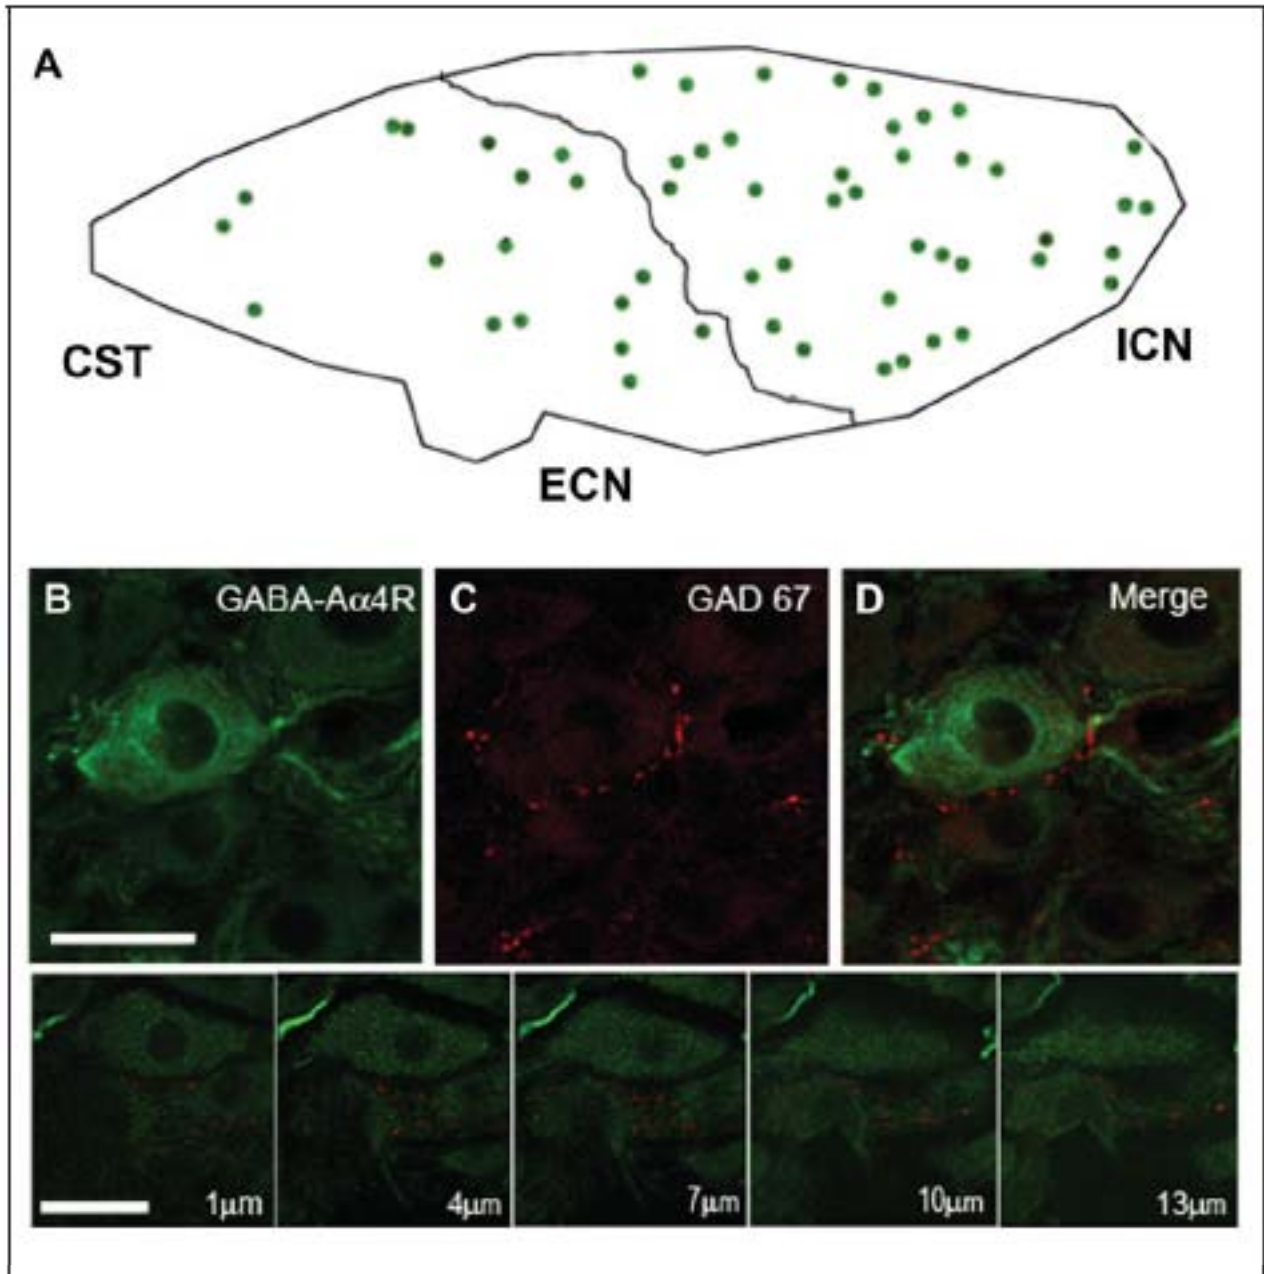 A
CST
ICN
ECN
B GABA-Aα4R
C GAD 67
D Merge
1μm 4μm 7μm 10μm 13μm